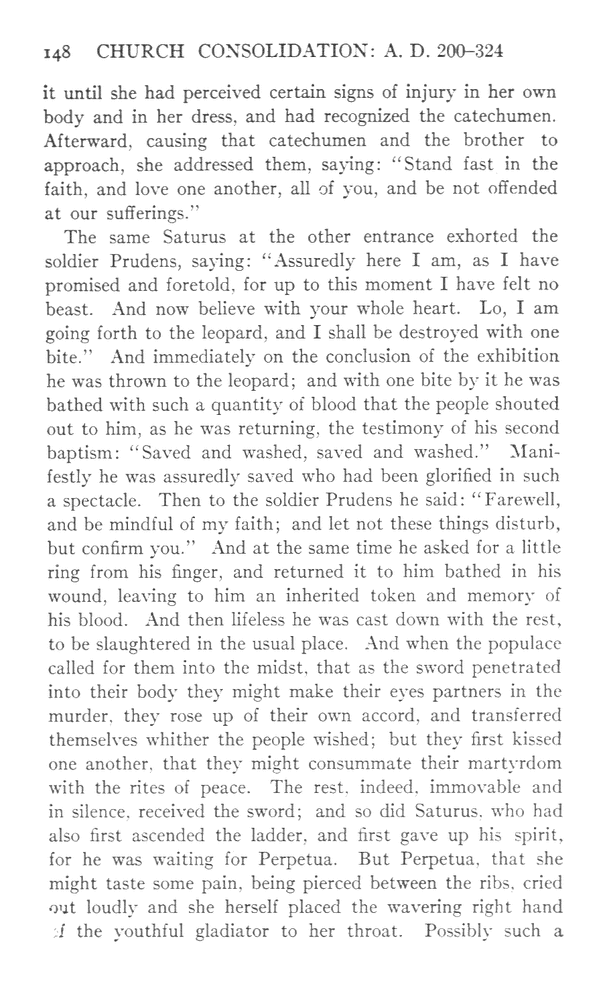 148 CHURCH CONSOLIDATION: A. D. 200–324
it until she had perceived certain signs of injury in her own
body and in her dress, and had recognized the catechumen.
Afterward, causing that catechumen and the brother to
approach, she addressed them, saying: “Stand fast in the
faith, and love one another, all of you, and be not offended
at our sufferings.”
The same Saturus at the other entrance exhorted the
soldier Prudens, saying: “Assuredly here I am, as I have
promised and foretold, for up to this moment I have felt no
beast. And now believe with your whole heart. Lo, I am
going forth to the leopard, and I shall be destroyed with one
bite.” And immediately on the conclusion of the exhibition
he was thrown to the leopard; and with one bite by it he was
bathed with such a quantity of blood that the people shouted
out to him, as he was returning, the testimony of his second
baptism: “Saved and washed, saved and washed.” Mani-
festly he was assuredly saved who had been glorified in such
a spectacle. Then to the soldier Prudens he said: “Farewell,
and be mindful of my faith; and let not these things disturb,
but confirm you.” And at the same time he asked for a little
ring from his finger, and returned it to him bathed in his
wound, leaving to him an inherited token and memory of
his blood. And then lifeless he was cast down with the rest,
to be slaughtered in the usual place. And when the populace
called for them into the midst, that as the sword penetrated
into their body they might make their eyes partners in the
murder, they rose up of their own accord, and transferred
themselves whither the people wished; but they first kissed
one another, that they might consummate their martyrdom
with the rites of peace. The rest, indeed, immovable and
in silence, received the sword; and so did Saturus, who had
also first ascended the ladder, and first gave up his spirit,
for he was waiting for Perpetua. But Perpetua, that she
might taste some pain, being pierced between the ribs, cried
out loudly and she herself placed the wavering right hand
of the youthful gladiator to her throat. Possibly such a